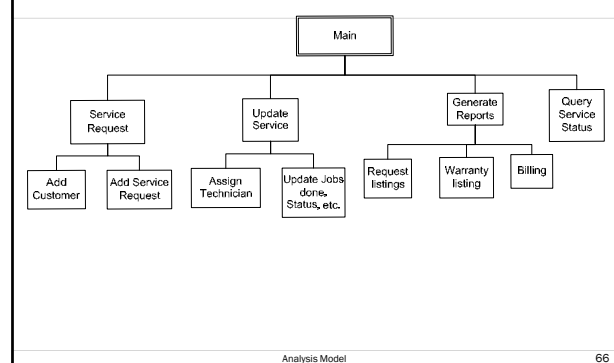 Main
Service
Request
Update
Service
Generate
Reports
Query
Service
Status
Add
Customer
Add Service
Request
Assign
Technician
Update Jobs
done,
Status, etc.
Request
listings
Warranty
listing
Billing
Analysis Model
66